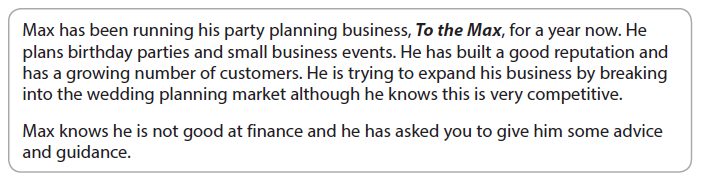 Max has been running his party planning business, To the Max, for a year now. He
plans birthday parties and small business events. He has built a good reputation and
has a growing number of customers. He is trying to expand his business by breaking
into the wedding planning market although he knows this is very competitive.
Max knows he is not good at finance and he has asked you to give him some advice
and guidance.